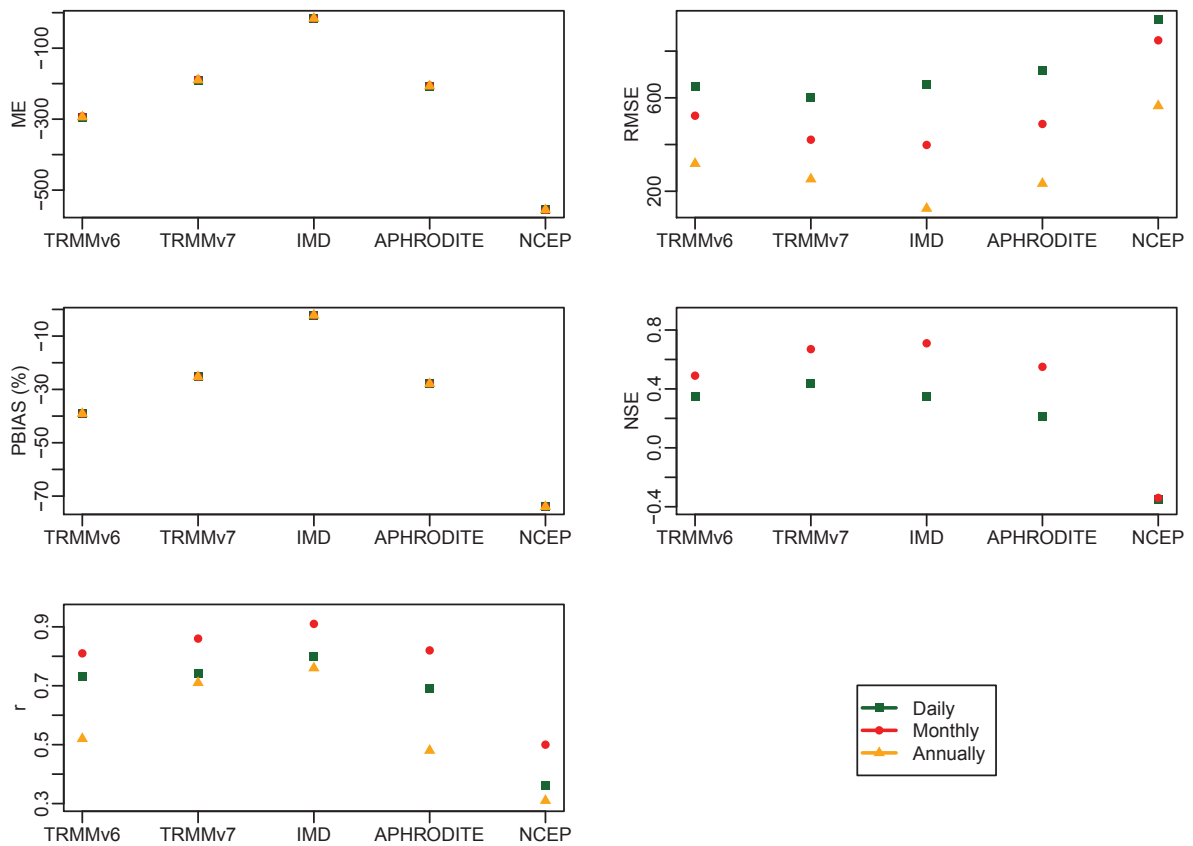 ME
-100
-300
-500
TRMMv6 TRMMv7 IMD APHRODITE NCEP
RMSE
600
200
TRMMv6 TRMMv7 IMD APHRODITE NCEP
PBIAS (%)
-10
-30
-50
-70
TRMMv6 TRMMv7 IMD APHRODITE NCEP
NSE
0.8
0.4
0.0
-0.4
TRMMv6 TRMMv7 IMD APHRODITE NCEP
r
0.9
0.7
0.5
0.3
TRMMv6 TRMMv7 IMD APHRODITE NCEP
Daily
Monthly
Annually